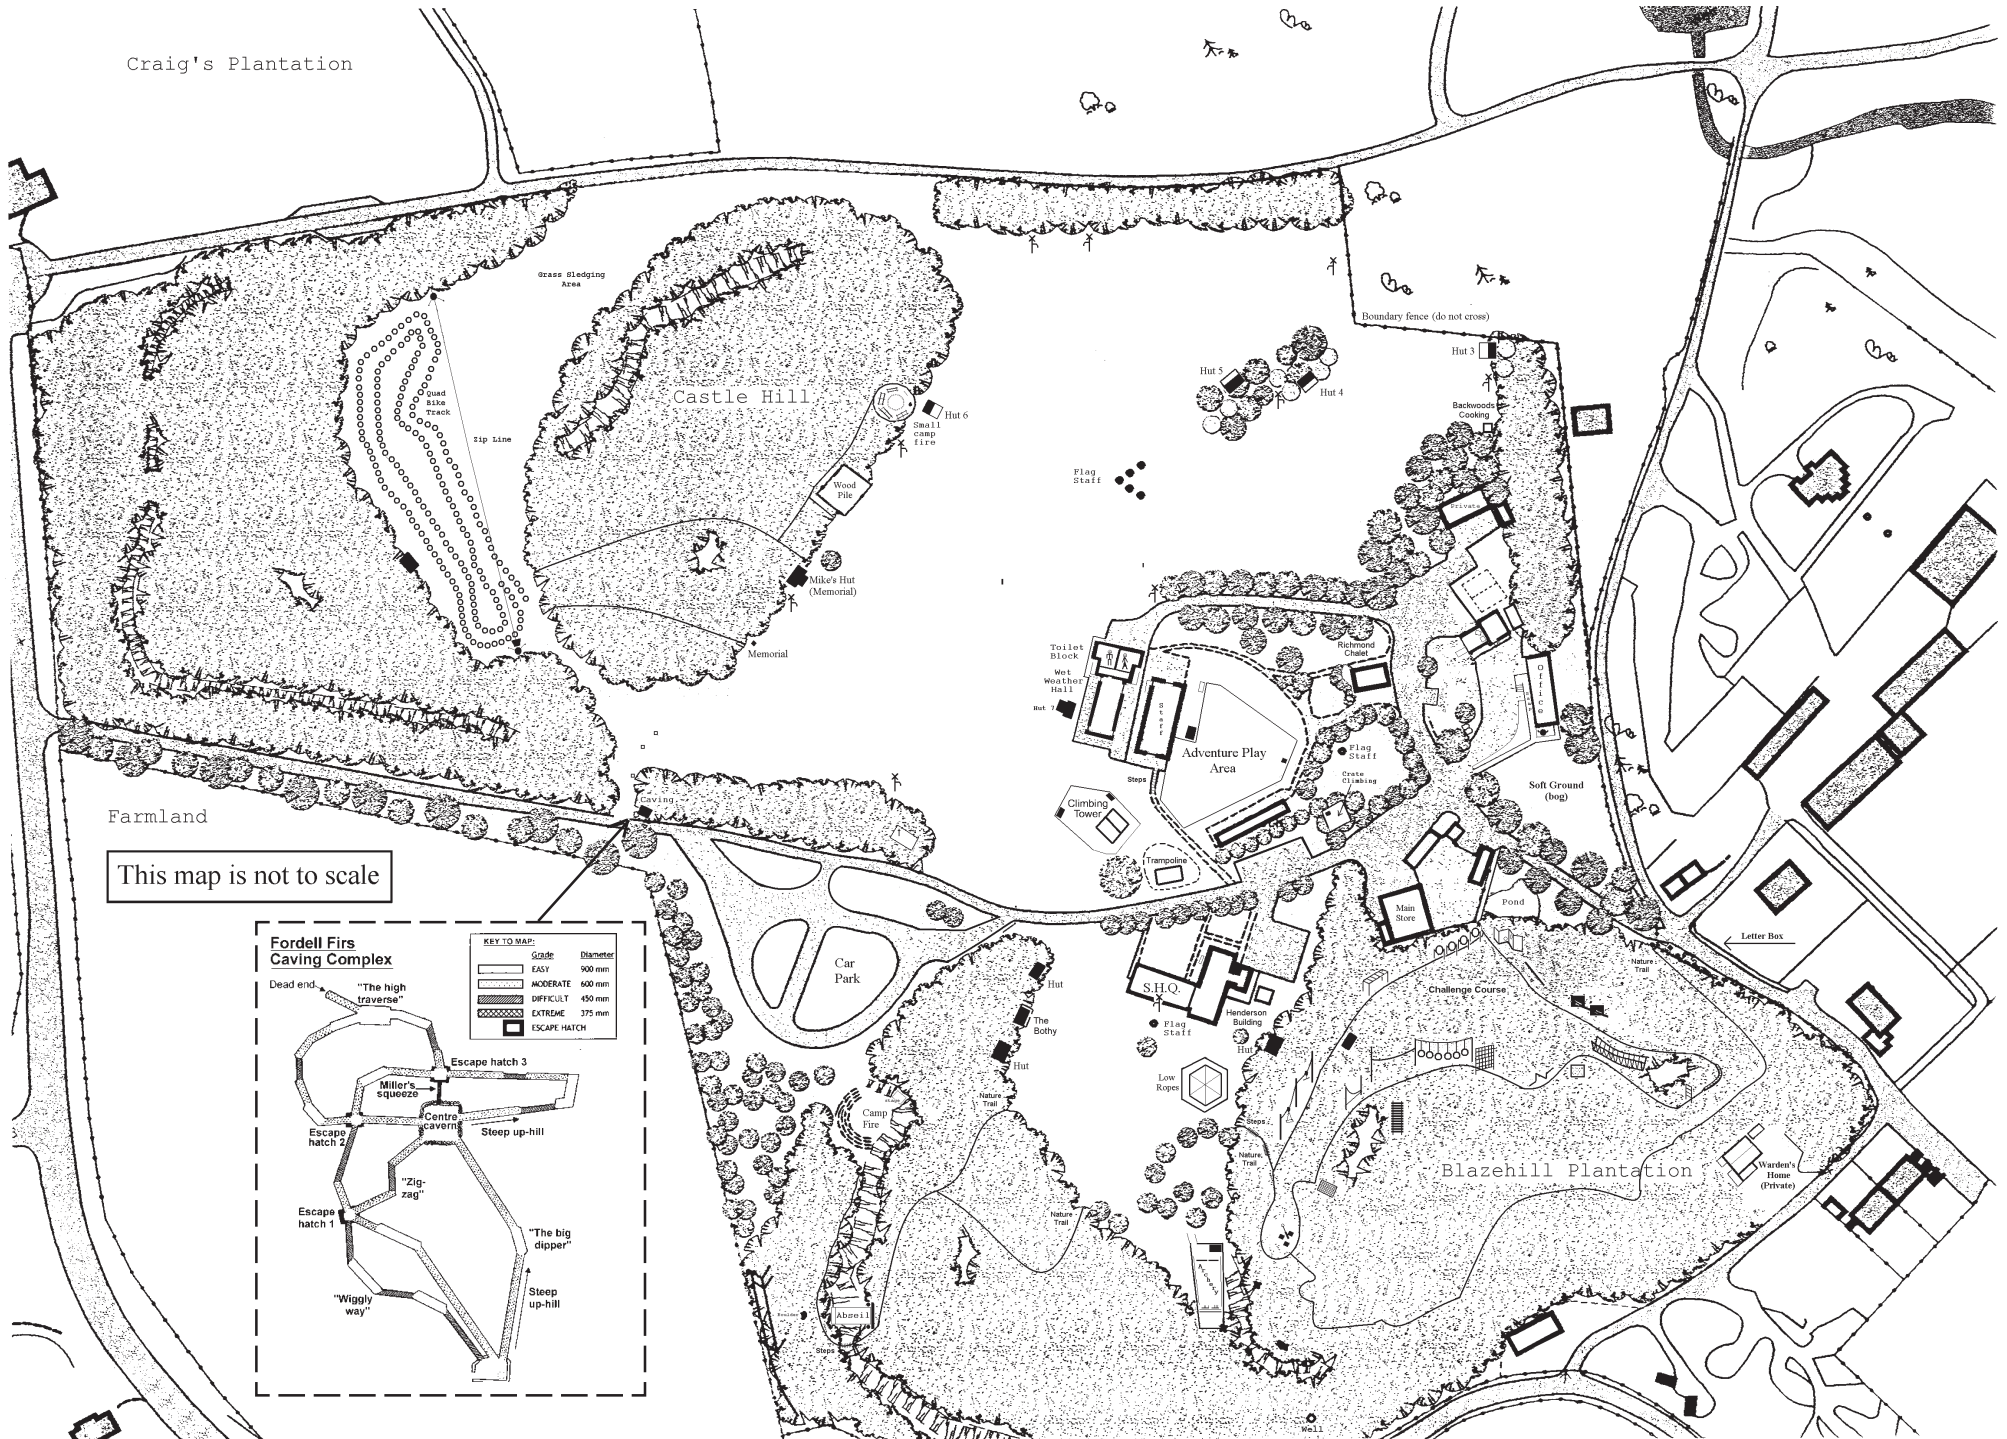 Craig's Plantation
Grass Sledging
Area
Boundary fence (do not cross)
Hut 3
Hut 5
Hut 4
Quad
Bike
Track
Castle Hill
Zip Line
Hut 6
Small
camp
fire
Backwoods
Cooking
Flag
Staff
Wood
Pile
Private
Mike's Hut
(Memorial)
Memorial
Toilet
Block
Wet
Weather
Hall
Hut 7
Staff
Richmond
Chalet
Office
Adventure Play
Area
Flag
Staff
Crate
Climbing
Steps
Soft Ground
(bog)
Caving
Climbing
Tower
Trampoline
Farmland
This map is not to scale
Main
Store
Pond
Letter Box
Car
Park
Hut
S.H.Q.
Nature
Trail
Challenge Course
The
Bothy
Flag
Staff
Henderson
Building
Hut
Hut
Low
Ropes
Nature
Trail
Camp
Fire
Steps
Nature
Trail
Blazehill Plantation
Warden's
Home
(Private)
Nature
Trail
Archery
Abseil
Steps
Well
Fordell Firs
Caving Complex
KEY TO MAP:
Grade Diameter
EASY 900 mm
MODERATE 600 mm
DIFFICULT 450 mm
EXTREME 375 mm
ESCAPE HATCH
Dead end
"The high
traverse"
Escape hatch 3
Miller's
squeeze
Centre
cavern
Escape
hatch 2
Steep up-hill
"Zig-
zag"
Escape
hatch 1
"The big
dipper"
"Wiggly
way"
Steep
up-hill